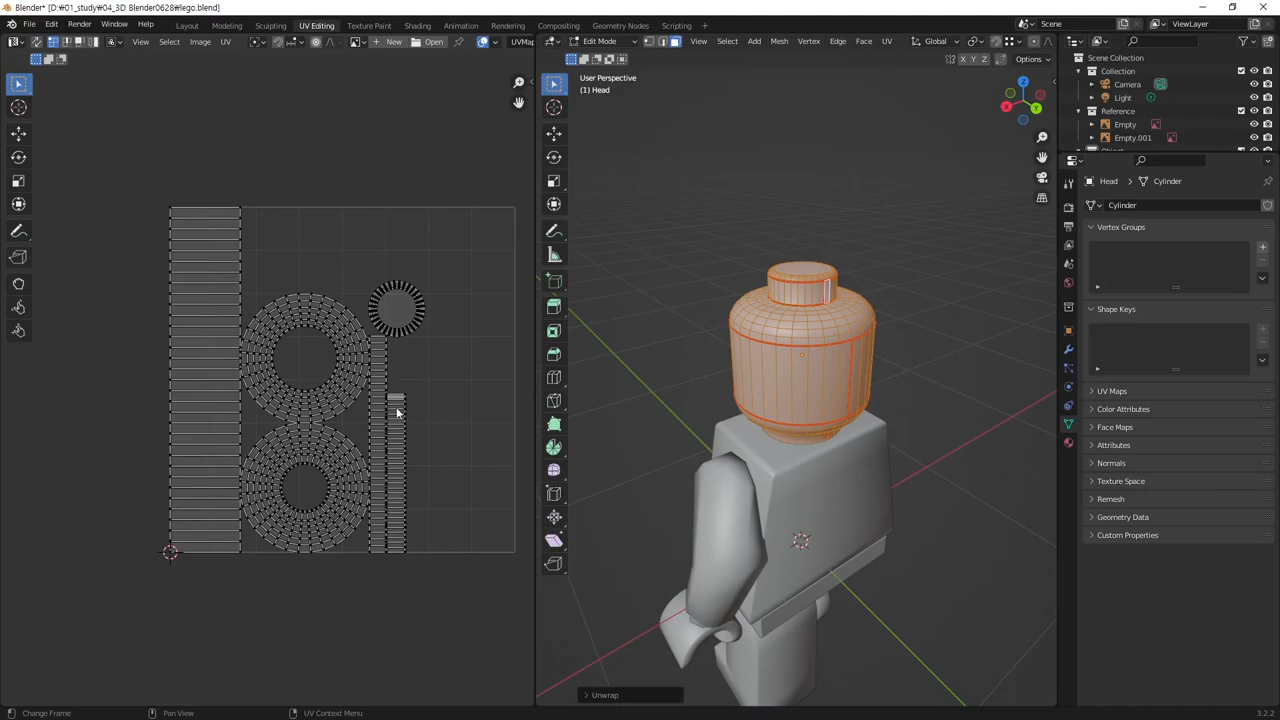 Blender* [D:\01_study\04_3D Blender0628\lego.blend]
File Edit Render Window Help Layout Modeling Sculpting UV Editing Texture Paint Shading Animation Rendering Compositing Geometry Nodes Scripting + Scene ViewLayer
View Select Image UV + New Open UVMap Edit Mode View Select Add Mesh Vertex Edge Face UV Global
X Y Z Options
User Perspective
(1) Head
Z
X
Y
Scene Collection
Collection
Camera
Light
Reference
Empty
Empty.001
Head > Cylinder
Cylinder
Vertex Groups
Shape Keys
UV Maps
Color Attributes
Face Maps
Attributes
Normals
Texture Space
Remesh
Geometry Data
Custom Properties
> Unwrap
Change Frame Pan View UV Context Menu 3.2.2